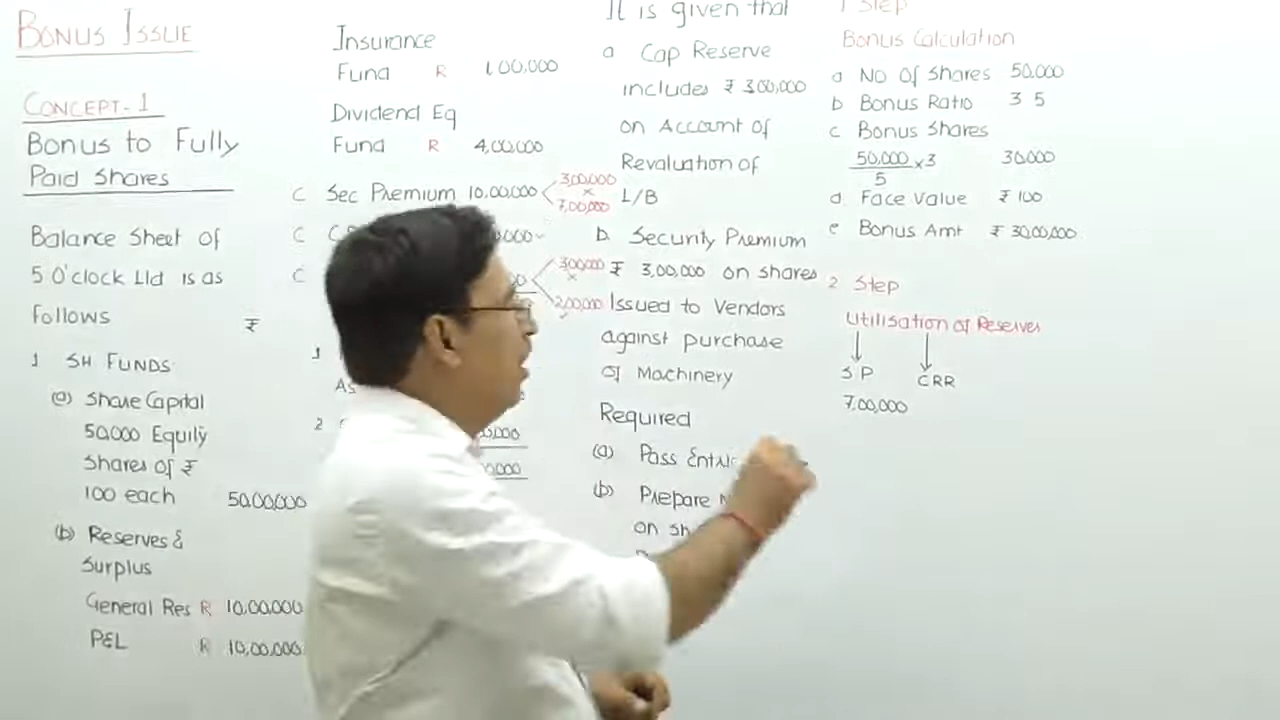 BONUS ISSUE
CONCEPT-1
Bonus to Fully
Paid Shares
Balance Sheet of
5 O'clock Ltd is as
follows ₹
1 SH FUNDS
(a) Share Capital
50,000 Equity
Shares of ₹
100 each 50,00,000
(b) Reserves &
Surplus
General Res R 10,00,000
P&L R 10,00,000
Insurance
Fund R 1,00,000
Dividend Eq
Fund R 4,00,000
C Sec Premium 10,00,000 3,00,000 x 7,00,000
C
C 3,00,000 x 2,00,000
1
As
2
It is given that
a Cap Reserve
includes ₹ 3,00,000
on Account of
Revaluation of
L/B
b. Security Premium
₹ 3,00,000 on shares
Issued to Vendors
against purchase
of Machinery
Required
(a) Pass
(b) Prepare
on
1 Step
Bonus Calculation
a No Of Shares 50,000
b Bonus Ratio 3 5
c Bonus Shares
50,000/5 x 3 30,000
d. Face Value ₹ 100
e Bonus Amt ₹ 30,00,000
2 Step
Utilisation of Reserves
S P CRR
7,00,000